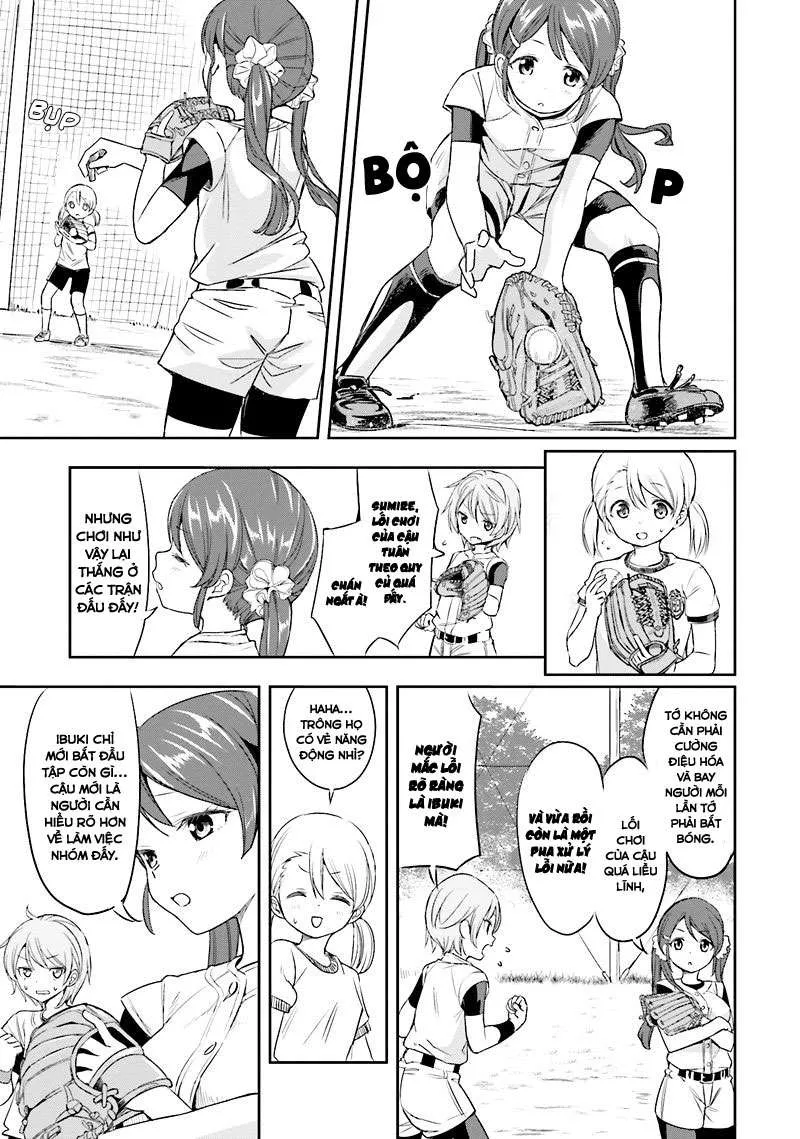 BỘ
P
BỤP
SUMIRE,
LỐI CHƠI
CỦA CẬU
TUÂN
THEO QUY
CỦ QUÁ
ĐẤY.
CHÁN
NGẮT À!
NHƯNG
CHƠI NHƯ
VẬY LẠI
THẮNG Ở
CÁC TRẬN
ĐẤU ĐẤY!
TỚ KHÔNG
CẦN PHẢI
CƯỜNG
ĐIỆU HÓA
VÀ BAY
NGƯỜI MỖI
LẦN TỚ
PHẢI BẮT
BÓNG.
LỐI
CHƠI
CỦA CẬU
QUÁ LIỀU
LĨNH,
VÀ VỪA RỒI
CÒN LÀ MỘT
PHA XỬ LÝ
LỖI NỮA!
NGƯỜI
MẮC LỖI
RÕ RÀNG
LÀ IBUKI
MÀ!
HAHA...
TRÔNG HỌ
CÓ VẺ NĂNG
ĐỘNG NHỈ?
IBUKI CHỈ
MỚI BẮT ĐẦU
TẬP CÒN GÌ...
CẬU MỚI LÀ
NGƯỜI CẦN
HIỂU RÕ HƠN
VỀ LÀM VIỆC
NHÓM ĐẤY.